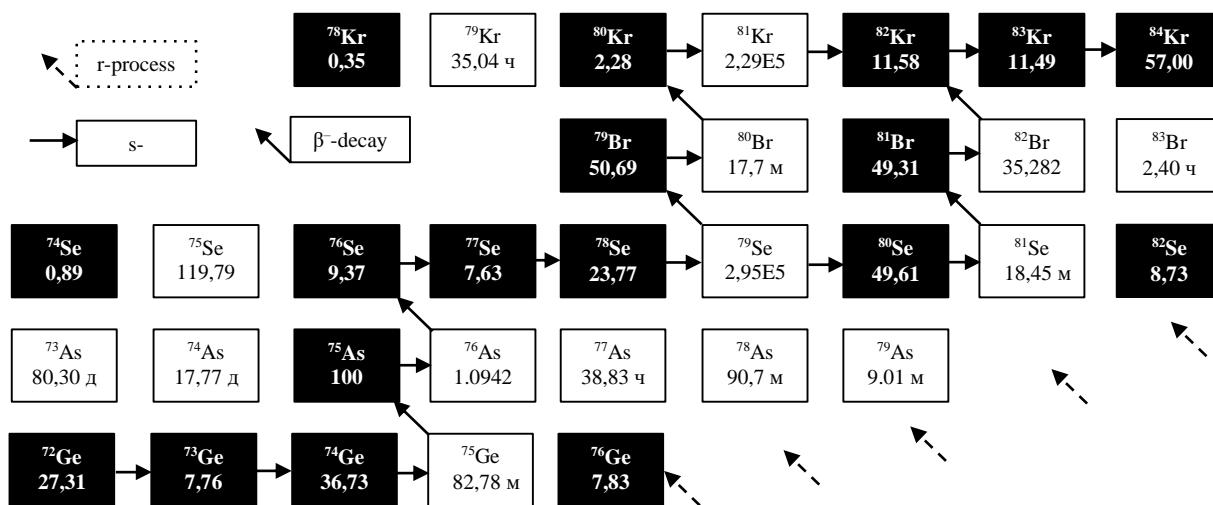 ⁷⁸Kr
0,35
⁷⁹Kr
35,04 ч
⁸⁰Kr
2,28
⁸¹Kr
2,29E5
⁸²Kr
11,58
⁸³Kr
11,49
⁸⁴Kr
57,00
r-process
s-
β⁻-decay
⁷⁹Br
50,69
⁸⁰Br
17,7 м
⁸¹Br
49,31
⁸²Br
35,282
⁸³Br
2,40 ч
⁷⁴Se
0,89
⁷⁵Se
119,79
⁷⁶Se
9,37
⁷⁷Se
7,63
⁷⁸Se
23,77
⁷⁹Se
2,95E5
⁸⁰Se
49,61
⁸¹Se
18,45 м
⁸²Se
8,73
⁷³As
80,30 д
⁷⁴As
17,77 д
⁷⁵As
100
⁷⁶As
1.0942
⁷⁷As
38,83 ч
⁷⁸As
90,7 м
⁷⁹As
9.01 м
⁷²Ge
27,31
⁷³Ge
7,76
⁷⁴Ge
36,73
⁷⁵Ge
82,78 м
⁷⁶Ge
7,83